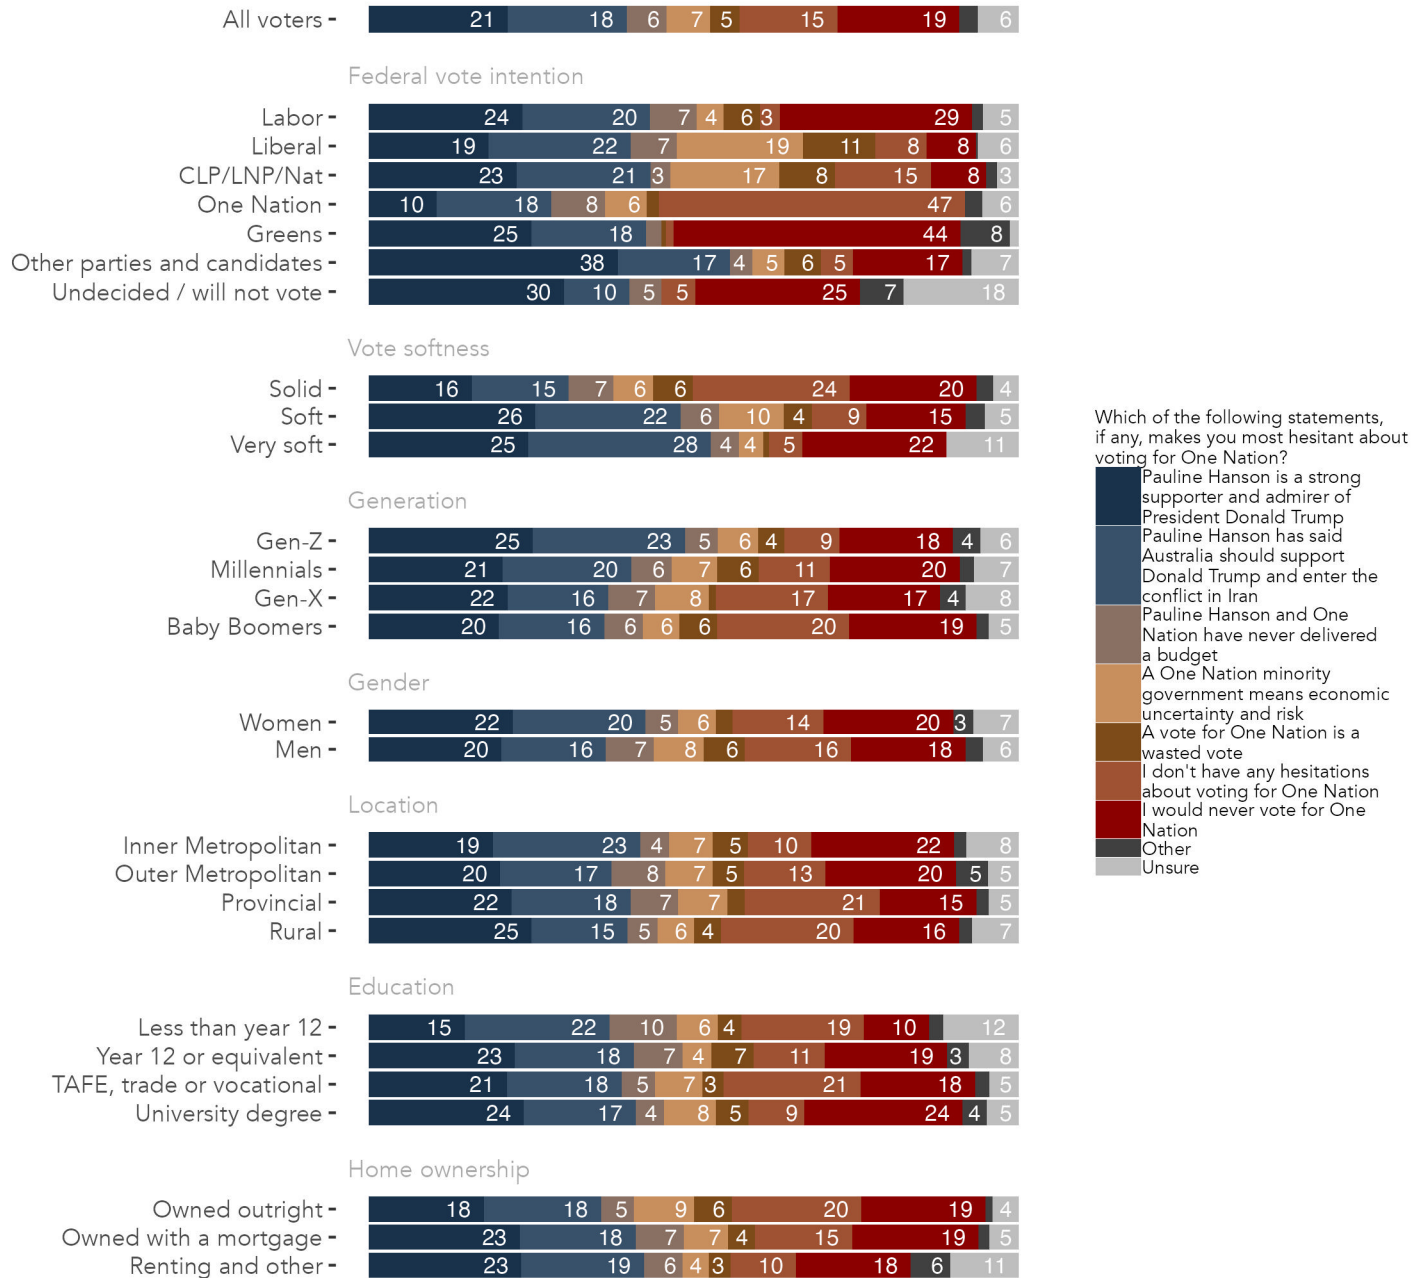 All voters 21 18 6 7 5 15 19 6
Federal vote intention
Labor 24 20 7 4 6 3 29 5
Liberal 19 22 7 19 11 8 8 6
CLP/LNP/Nat 23 21 3 17 8 15 8 3
One Nation 10 18 8 6 47 6
Greens 25 18 44 8
Other parties and candidates 38 17 4 5 6 5 17 7
Undecided / will not vote 30 10 5 5 25 7 18
Vote softness
Solid 16 15 7 6 6 24 20 4
Soft 26 22 6 10 4 9 15 5
Very soft 25 28 4 4 5 22 11
Generation
Gen-Z 25 23 5 6 4 9 18 4 6
Millennials 21 20 6 7 6 11 20 7
Gen-X 22 16 7 8 17 17 4 8
Baby Boomers 20 16 6 6 6 20 19 5
Gender
Women 22 20 5 6 14 20 3 7
Men 20 16 7 8 6 16 18 6
Location
Inner Metropolitan 19 23 4 7 5 10 22 8
Outer Metropolitan 20 17 8 7 5 13 20 5 5
Provincial 22 18 7 7 21 15 5
Rural 25 15 5 6 4 20 16 7
Education
Less than year 12 15 22 10 6 4 19 10 12
Year 12 or equivalent 23 18 7 4 7 11 19 3 8
TAFE, trade or vocational 21 18 5 7 3 21 18 5
University degree 24 17 4 8 5 9 24 4 5
Home ownership
Owned outright 18 18 5 9 6 20 19 4
Owned with a mortgage 23 18 7 7 4 15 19 5
Renting and other 23 19 6 4 3 10 18 6 11
Which of the following statements,
if any, makes you most hesitant about
voting for One Nation?
Pauline Hanson is a strong
supporter and admirer of
President Donald Trump
Pauline Hanson has said
Australia should support
Donald Trump and enter the
conflict in Iran
Pauline Hanson and One
Nation have never delivered
a budget
A One Nation minority
government means economic
uncertainty and risk
A vote for One Nation is a
wasted vote
I don't have any hesitations
about voting for One Nation
I would never vote for One
Nation
Other
Unsure